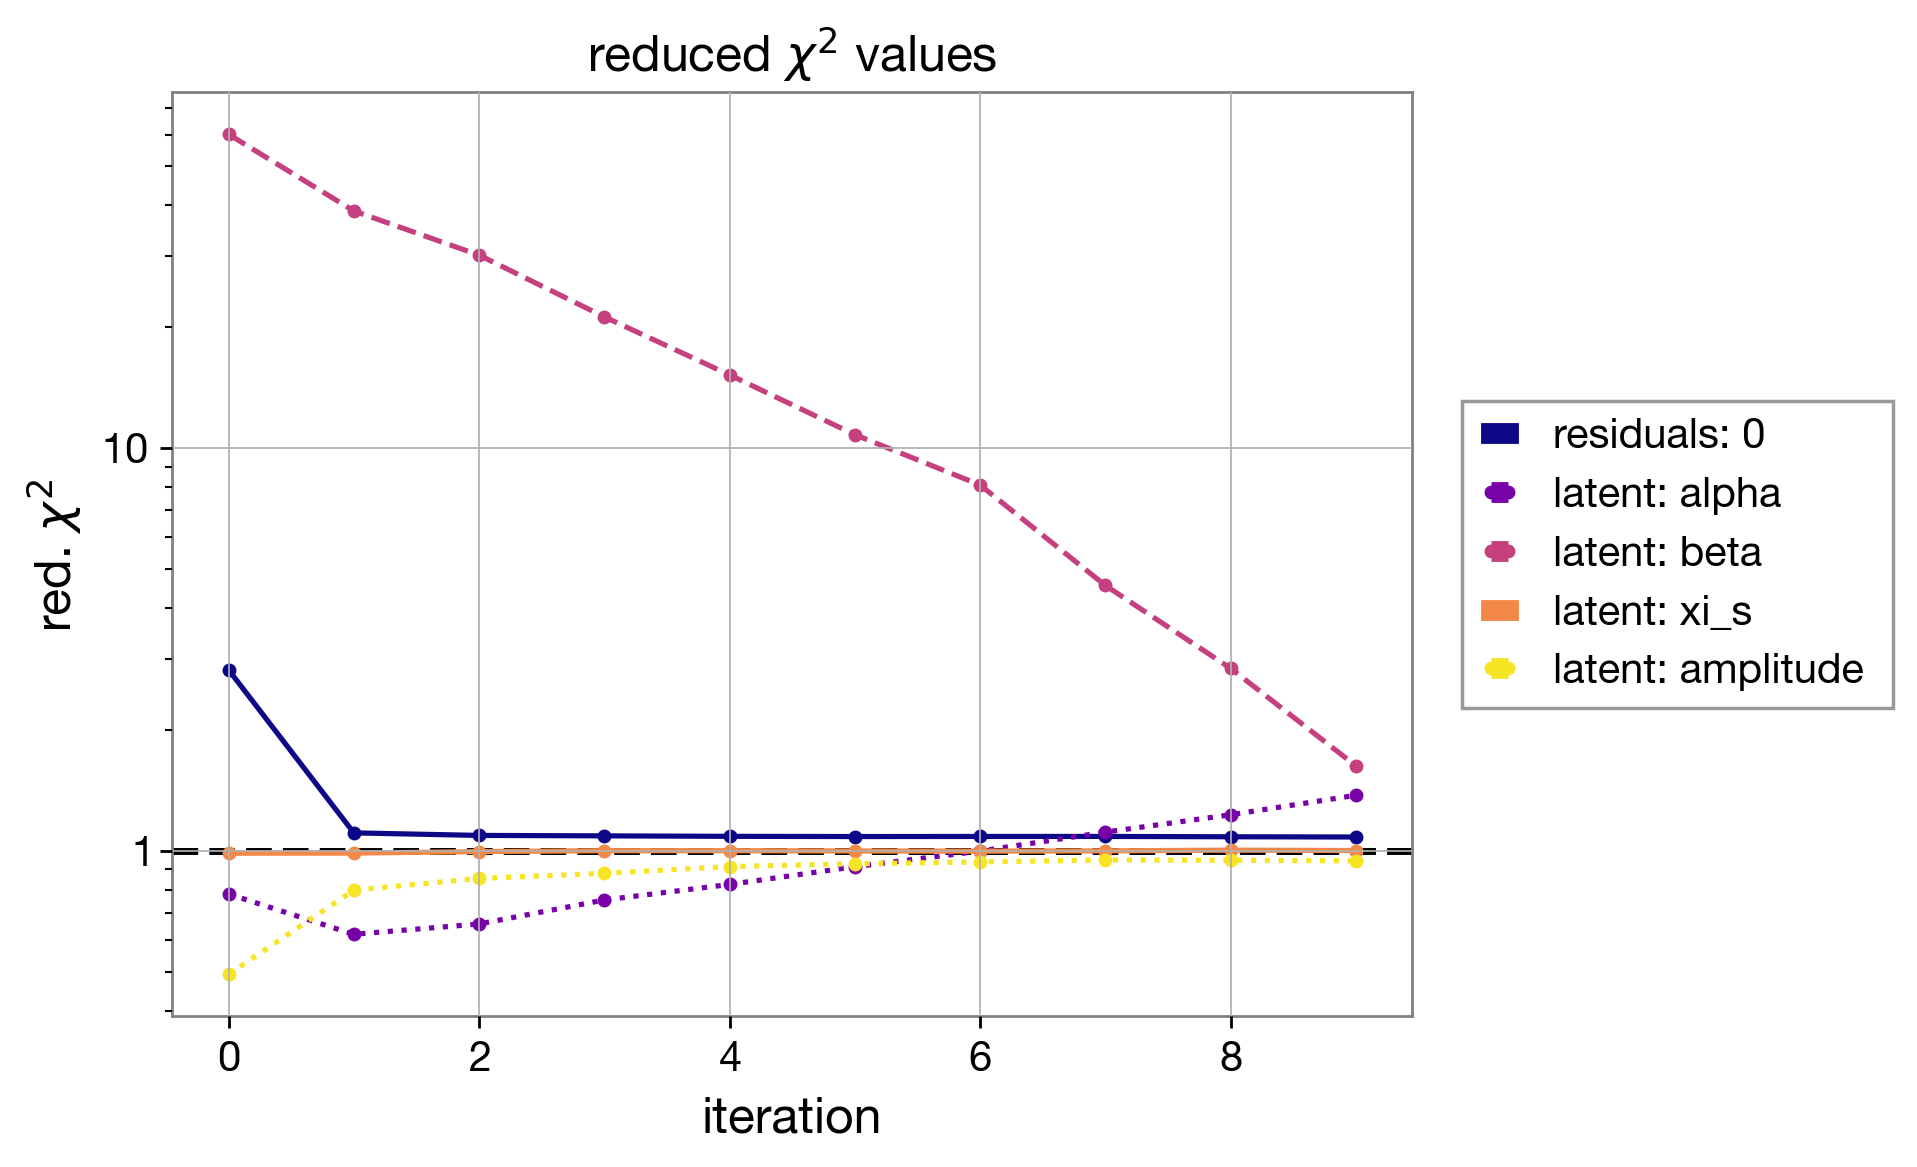 reduced χ² values
red. χ²
10
1
0 2 4 6 8
iteration
residuals: 0
latent: alpha
latent: beta
latent: xi_s
latent: amplitude